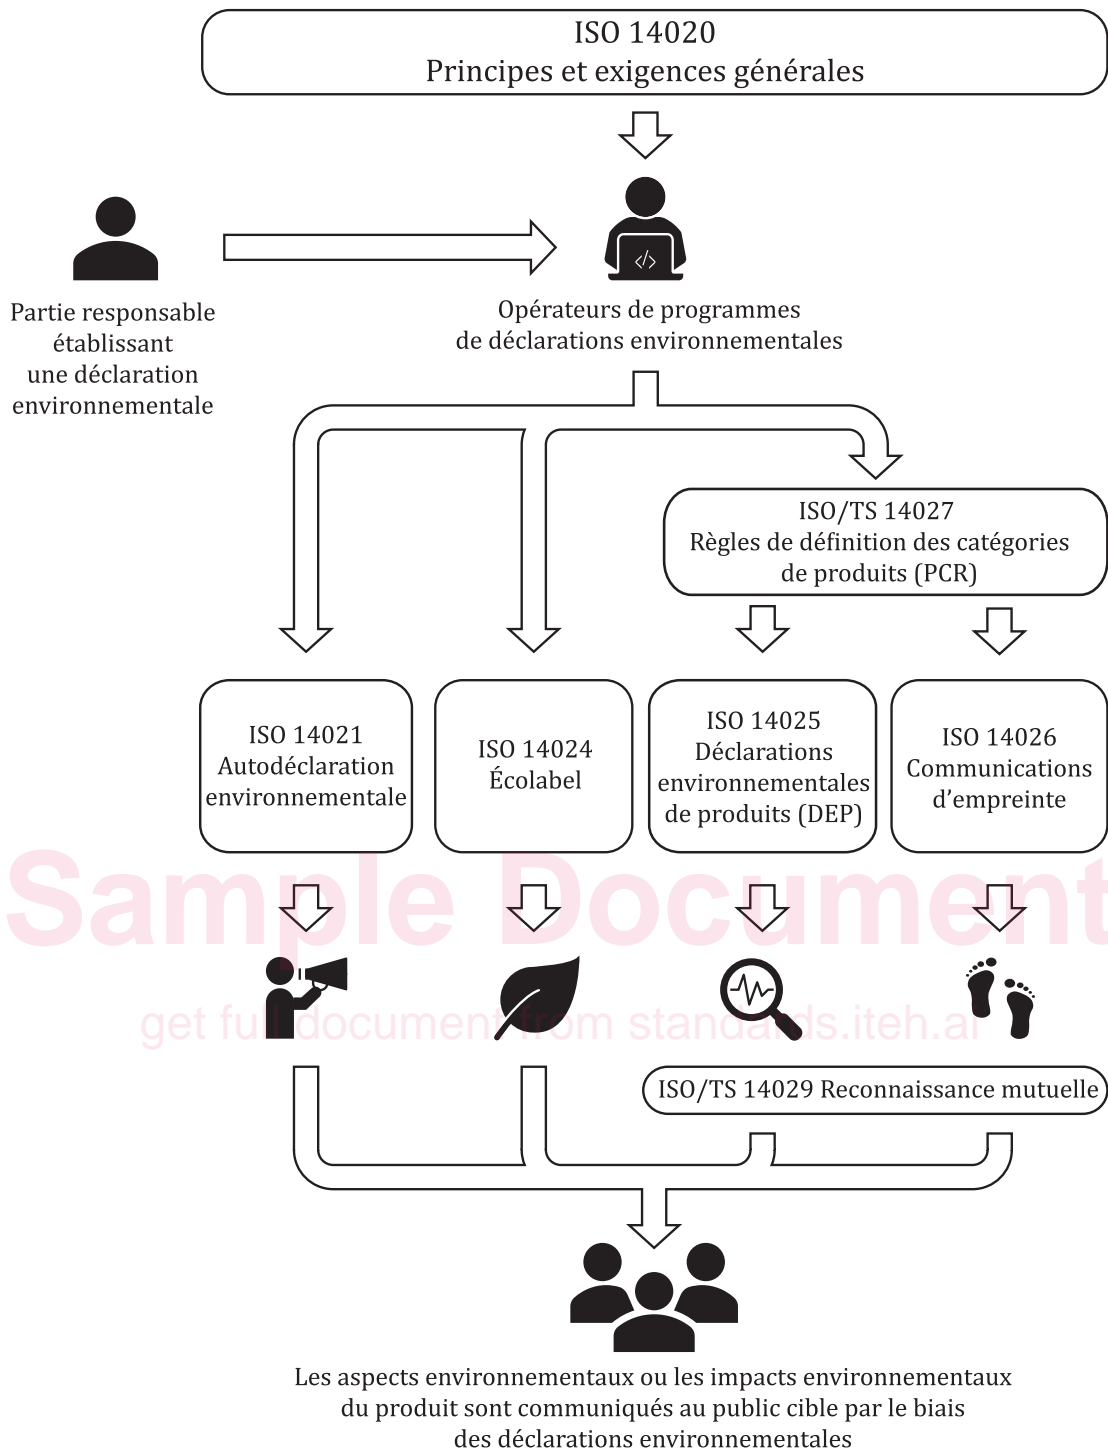 ISO 14020
Principes et exigences générales
Partie responsable
établissant
une déclaration
environnementale
</>
Opérateurs de programmes
de déclarations environnementales
ISO/TS 14027
Règles de définition des catégories
de produits (PCR)
ISO 14021
Autodéclaration
environnementale
ISO 14024
Écolabel
ISO 14025
Déclarations
environnementales
de produits (DEP)
ISO 14026
Communications
d'empreinte
Sample Document
get full document from standards.iteh.ai
ISO/TS 14029 Reconnaissance mutuelle
Les aspects environnementaux ou les impacts environnementaux
du produit sont communiqués au public cible par le biais
des déclarations environnementales